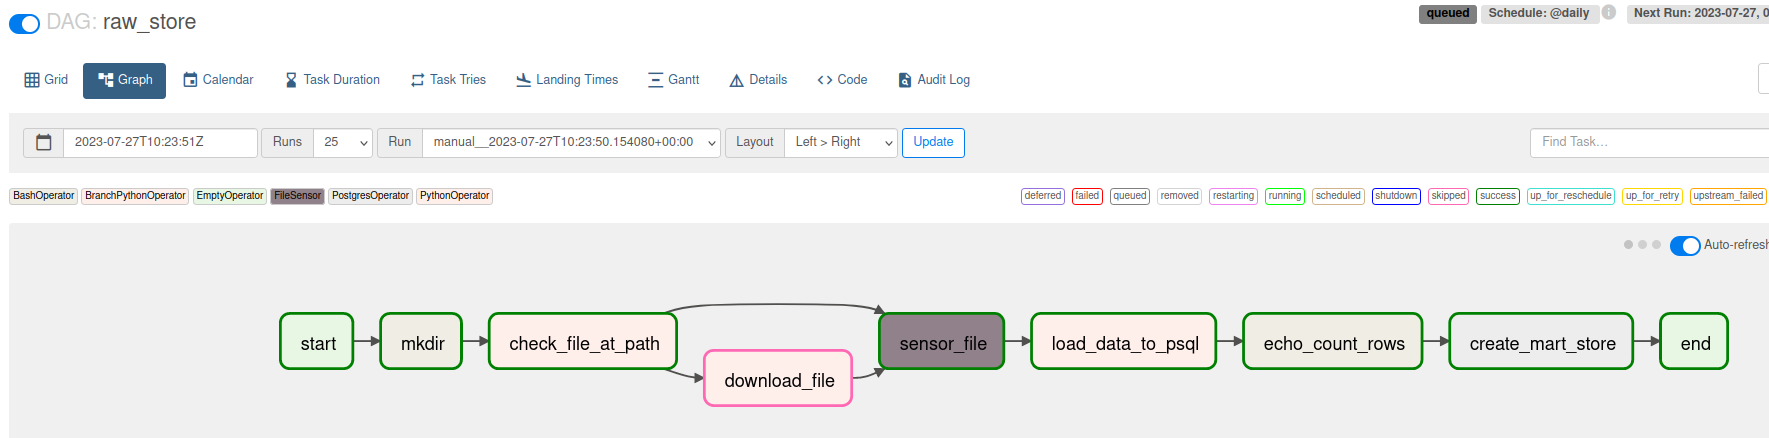 DAG: raw_store
queued Schedule: @daily Next Run: 2023-07-27, 0
Grid Graph Calendar Task Duration Task Tries Landing Times Gantt Details Code Audit Log
2023-07-27T10:23:51Z Runs 25 Run manual__2023-07-27T10:23:50.154080+00:00 Layout Left > Right Update Find Task...
BashOperator BranchPythonOperator EmptyOperator FileSensor PostgresOperator PythonOperator deferred failed queued removed restarting running scheduled shutdown skipped success up_for_reschedule up_for_retry upstream_failed
Auto-refresh
start mkdir check_file_at_path sensor_file load_data_to_psql echo_count_rows create_mart_store end
download_file